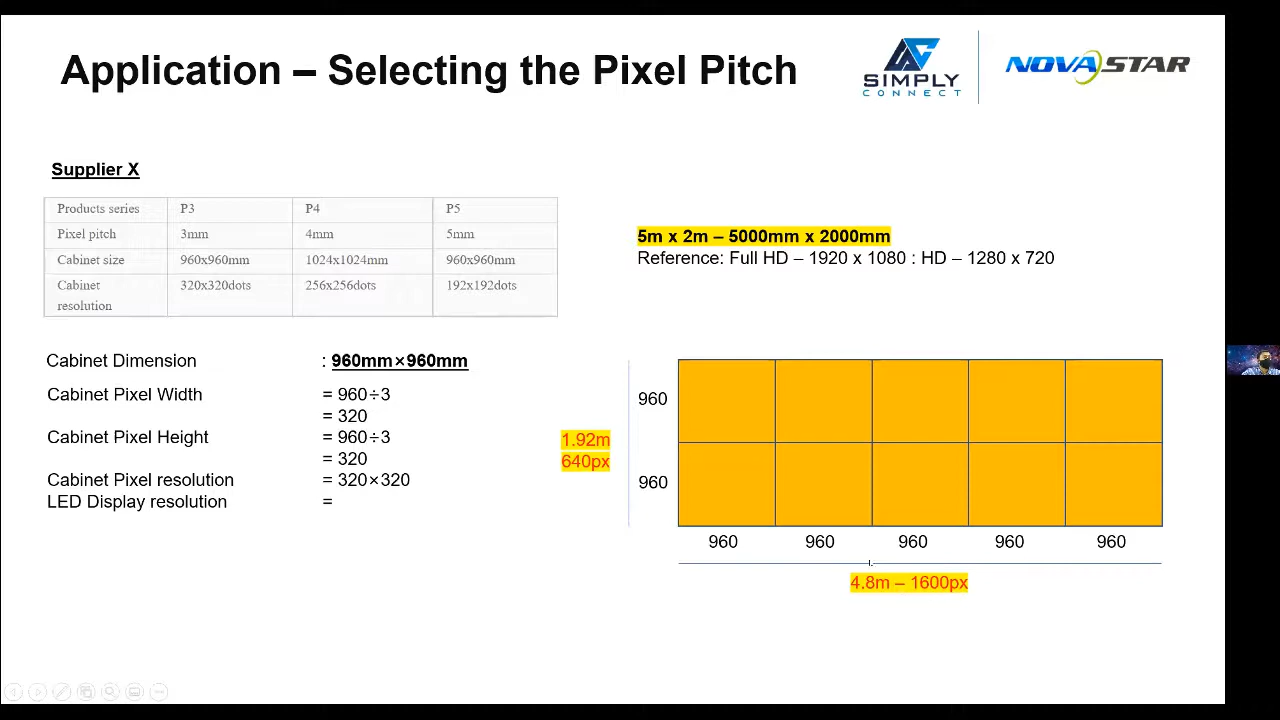 Application – Selecting the Pixel Pitch
SIMPLY
CONNECT
NOVASTAR
Supplier X
Products series P3 P4 P5
Pixel pitch 3mm 4mm 5mm
Cabinet size 960x960mm 1024x1024mm 960x960mm
Cabinet 320x320dots 256x256dots 192x192dots
resolution
5m x 2m – 5000mm x 2000mm
Reference: Full HD – 1920 x 1080 : HD – 1280 x 720
Cabinet Dimension : 960mm×960mm
Cabinet Pixel Width = 960÷3
= 320
Cabinet Pixel Height = 960÷3
= 320
Cabinet Pixel resolution = 320×320
LED Display resolution =
1.92m
640px
960
960
960 960 960 960 960
4.8m – 1600px